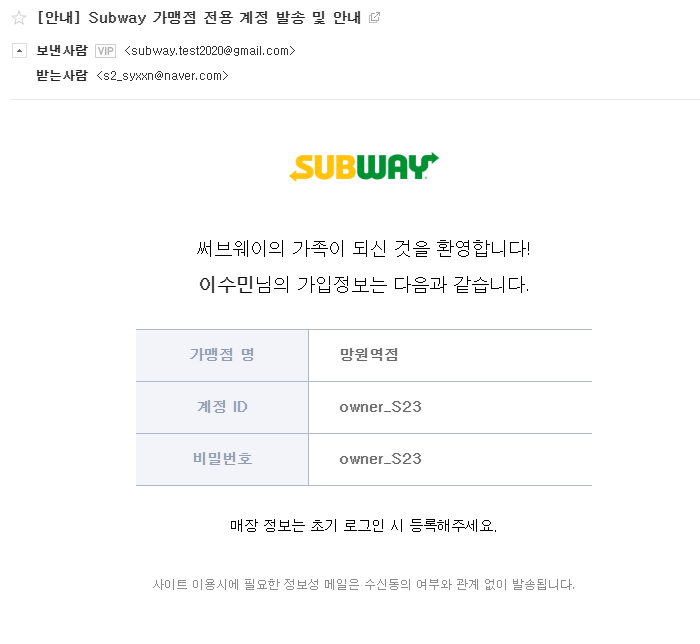 [안내] Subway 가맹점 전용 계정 발송 및 안내
보낸사람 VIP <subway.test2020@gmail.com>
받는사람 <s2_syxxn@naver.com>
SUBWAY
써브웨이의 가족이 되신 것을 환영합니다!
이수민님의 가입정보는 다음과 같습니다.
가맹점 명 망원역점
계정 ID owner_S23
비밀번호 owner_S23
매장 정보는 초기 로그인 시 등록해주세요.
사이트 이용시에 필요한 정보성 메일은 수신동의 여부와 관계 없이 발송됩니다.